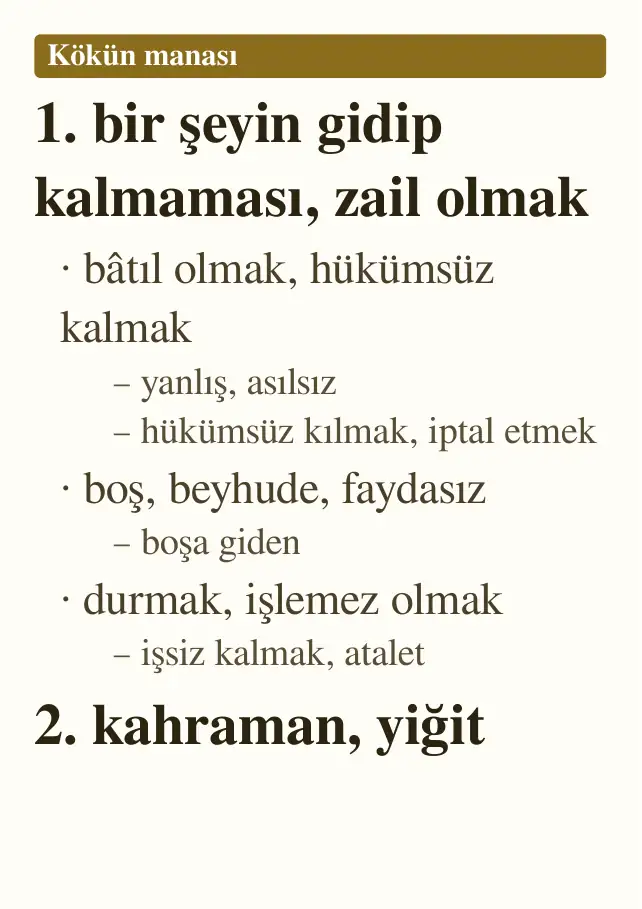 Kökün manası
1. bir şeyin gidip
kalmaması, zail olmak
· bâtıl olmak, hükümsüz
kalmak
– yanlış, asılsız
– hükümsüz kılmak, iptal etmek
· boş, beyhude, faydasız
– boşa giden
· durmak, işlemez olmak
– işsiz kalmak, atalet
2. kahraman, yiğit